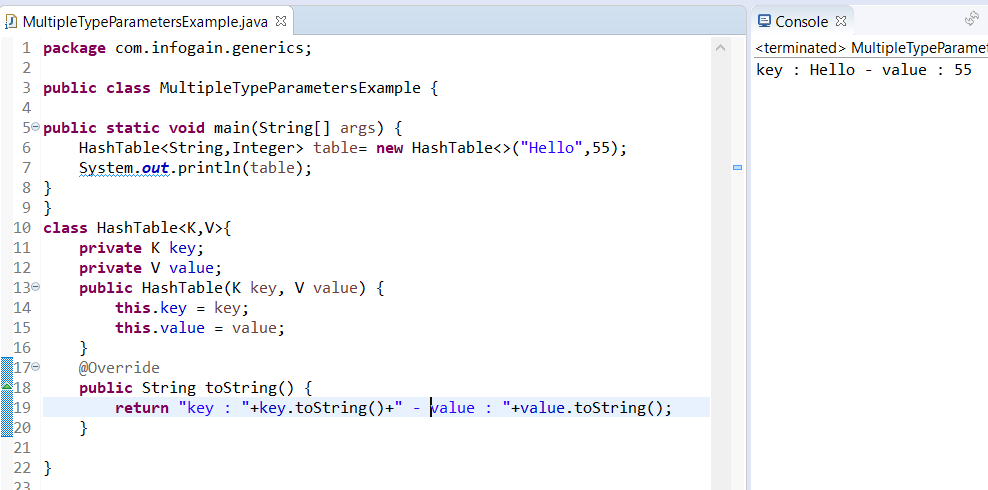 MultipleTypeParametersExample.java
1 package com.infogain.generics;
2
3 public class MultipleTypeParametersExample {
4
5 public static void main(String[] args) {
6     HashTable<String,Integer> table= new HashTable<>("Hello",55);
7     System.out.println(table);
8 }
9 }
10 class HashTable<K,V>{
11     private K key;
12     private V value;
13     public HashTable(K key, V value) {
14         this.key = key;
15         this.value = value;
16     }
17     @Override
18     public String toString() {
19         return "key : "+key.toString()+" - value : "+value.toString();
20     }
21
22 }
23
Console
<terminated> MultipleTypeParamet
key : Hello - value : 55